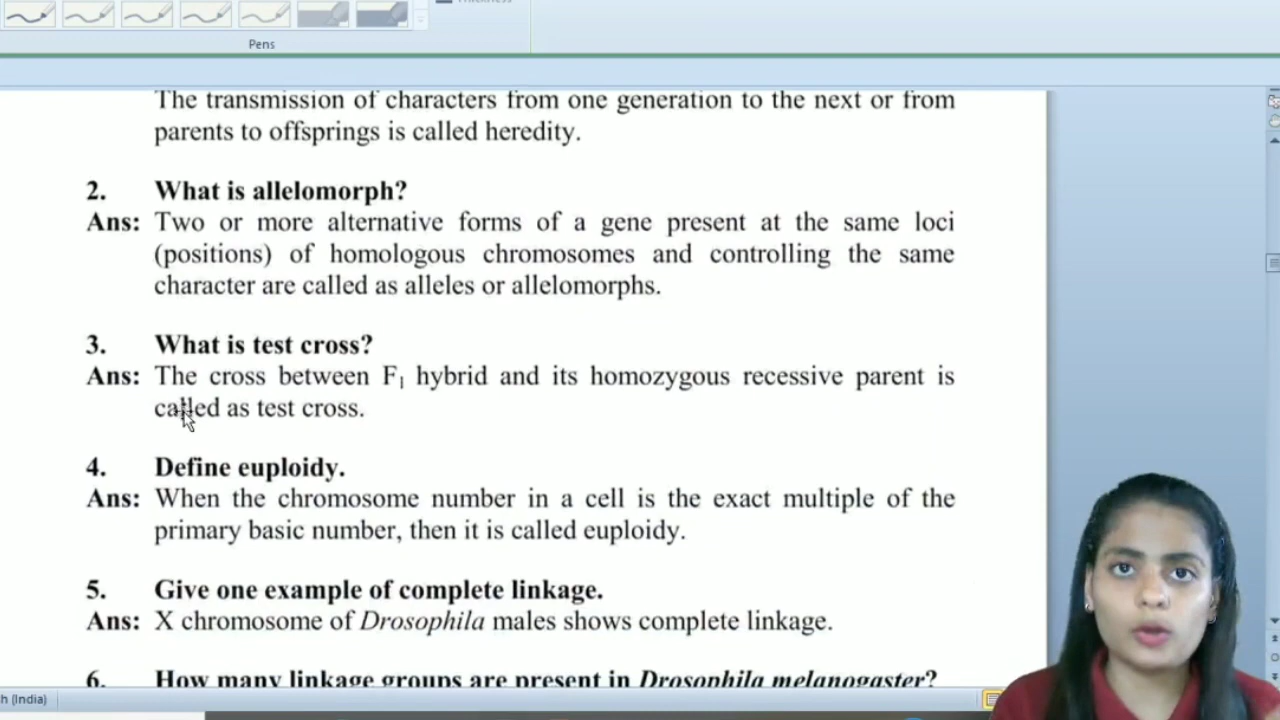 Pens
The transmission of characters from one generation to the next or from
parents to offsprings is called heredity.
2. What is allelomorph?
Ans: Two or more alternative forms of a gene present at the same loci
(positions) of homologous chromosomes and controlling the same
character are called as alleles or allelomorphs.
3. What is test cross?
Ans: The cross between F₁ hybrid and its homozygous recessive parent is
called as test cross.
4. Define euploidy.
Ans: When the chromosome number in a cell is the exact multiple of the
primary basic number, then it is called euploidy.
5. Give one example of complete linkage.
Ans: X chromosome of Drosophila males shows complete linkage.
6. How many linkage groups are present in Drosophila melanogaster?
h (India)